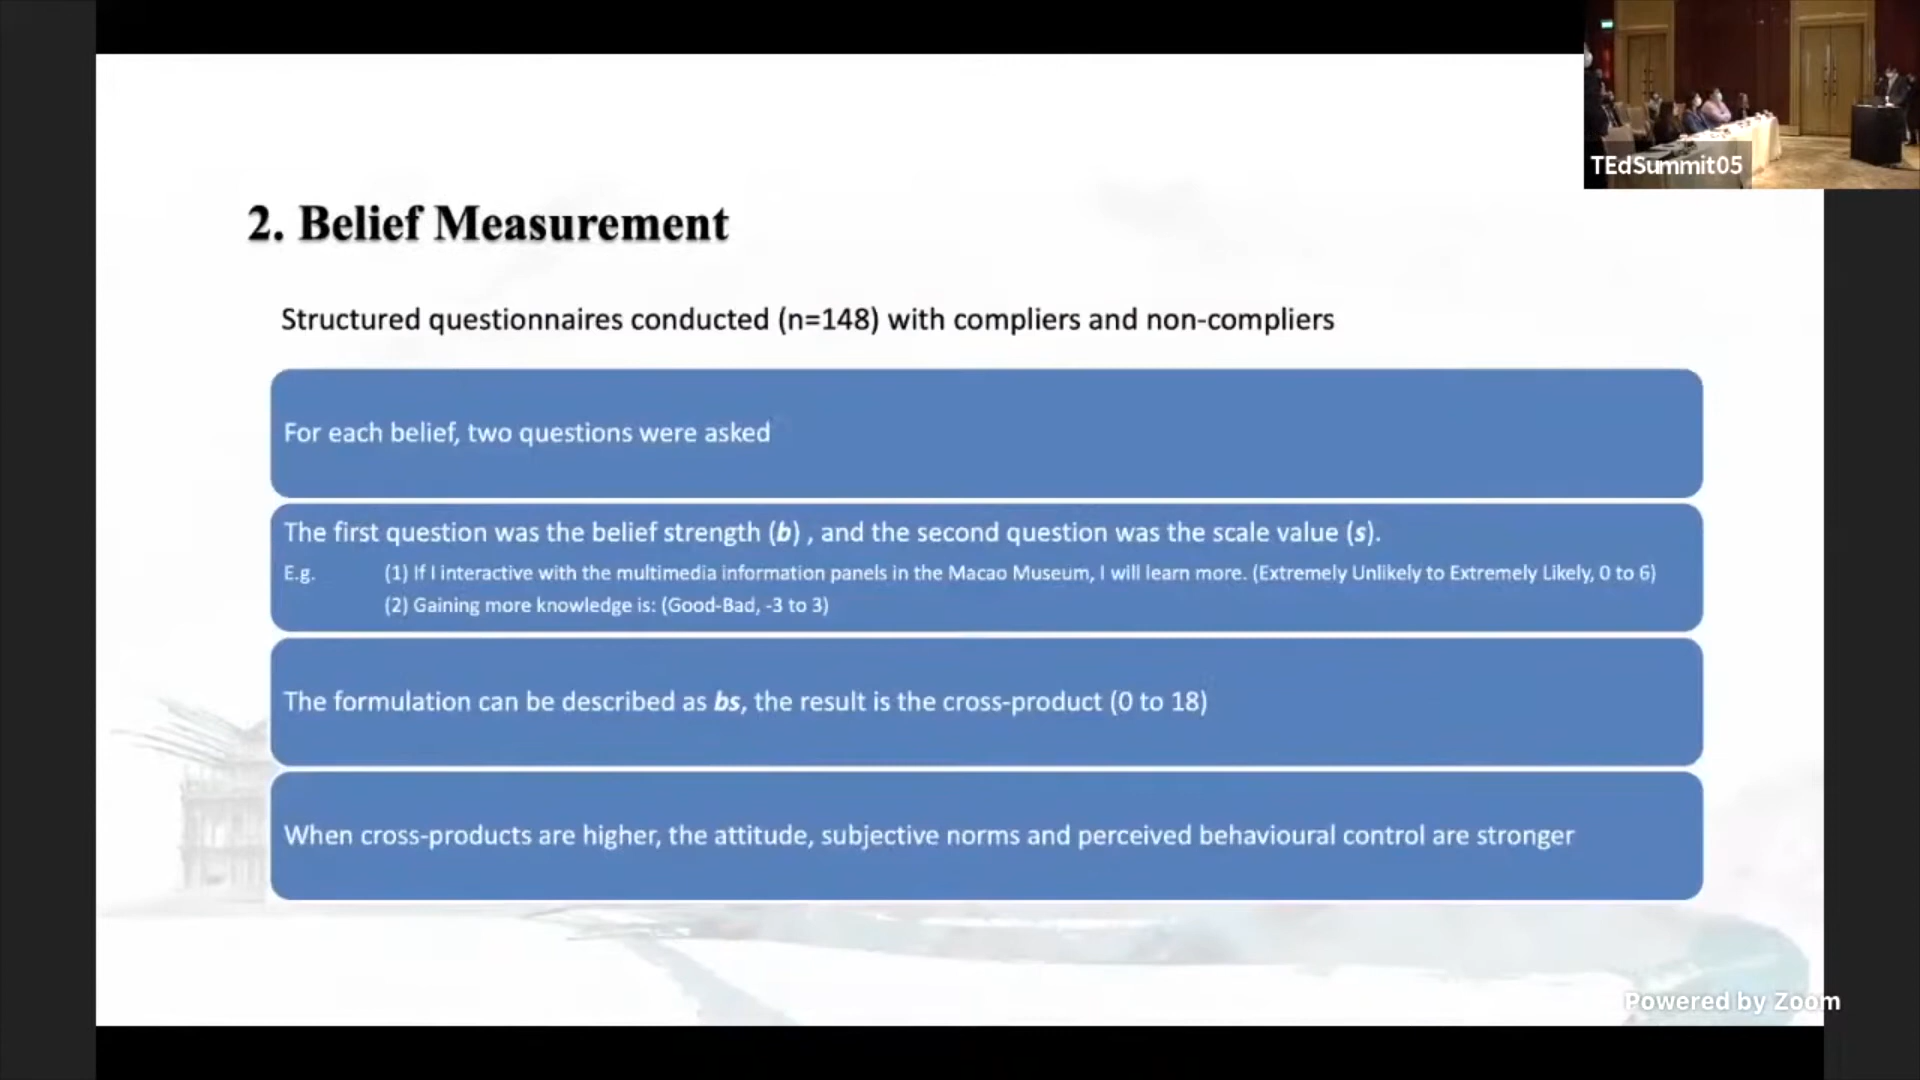 TEdSummit05
2. Belief Measurement
Structured questionnaires conducted (n=148) with compliers and non-compliers
For each belief, two questions were asked
The first question was the belief strength (b) , and the second question was the scale value (s).
E.g. (1) If I interactive with the multimedia information panels in the Macao Museum, I will learn more. (Extremely Unlikely to Extremely Likely, 0 to 6)
(2) Gaining more knowledge is: (Good-Bad, -3 to 3)
The formulation can be described as bs, the result is the cross-product (0 to 18)
When cross-products are higher, the attitude, subjective norms and perceived behavioural control are stronger
Powered by Zoom